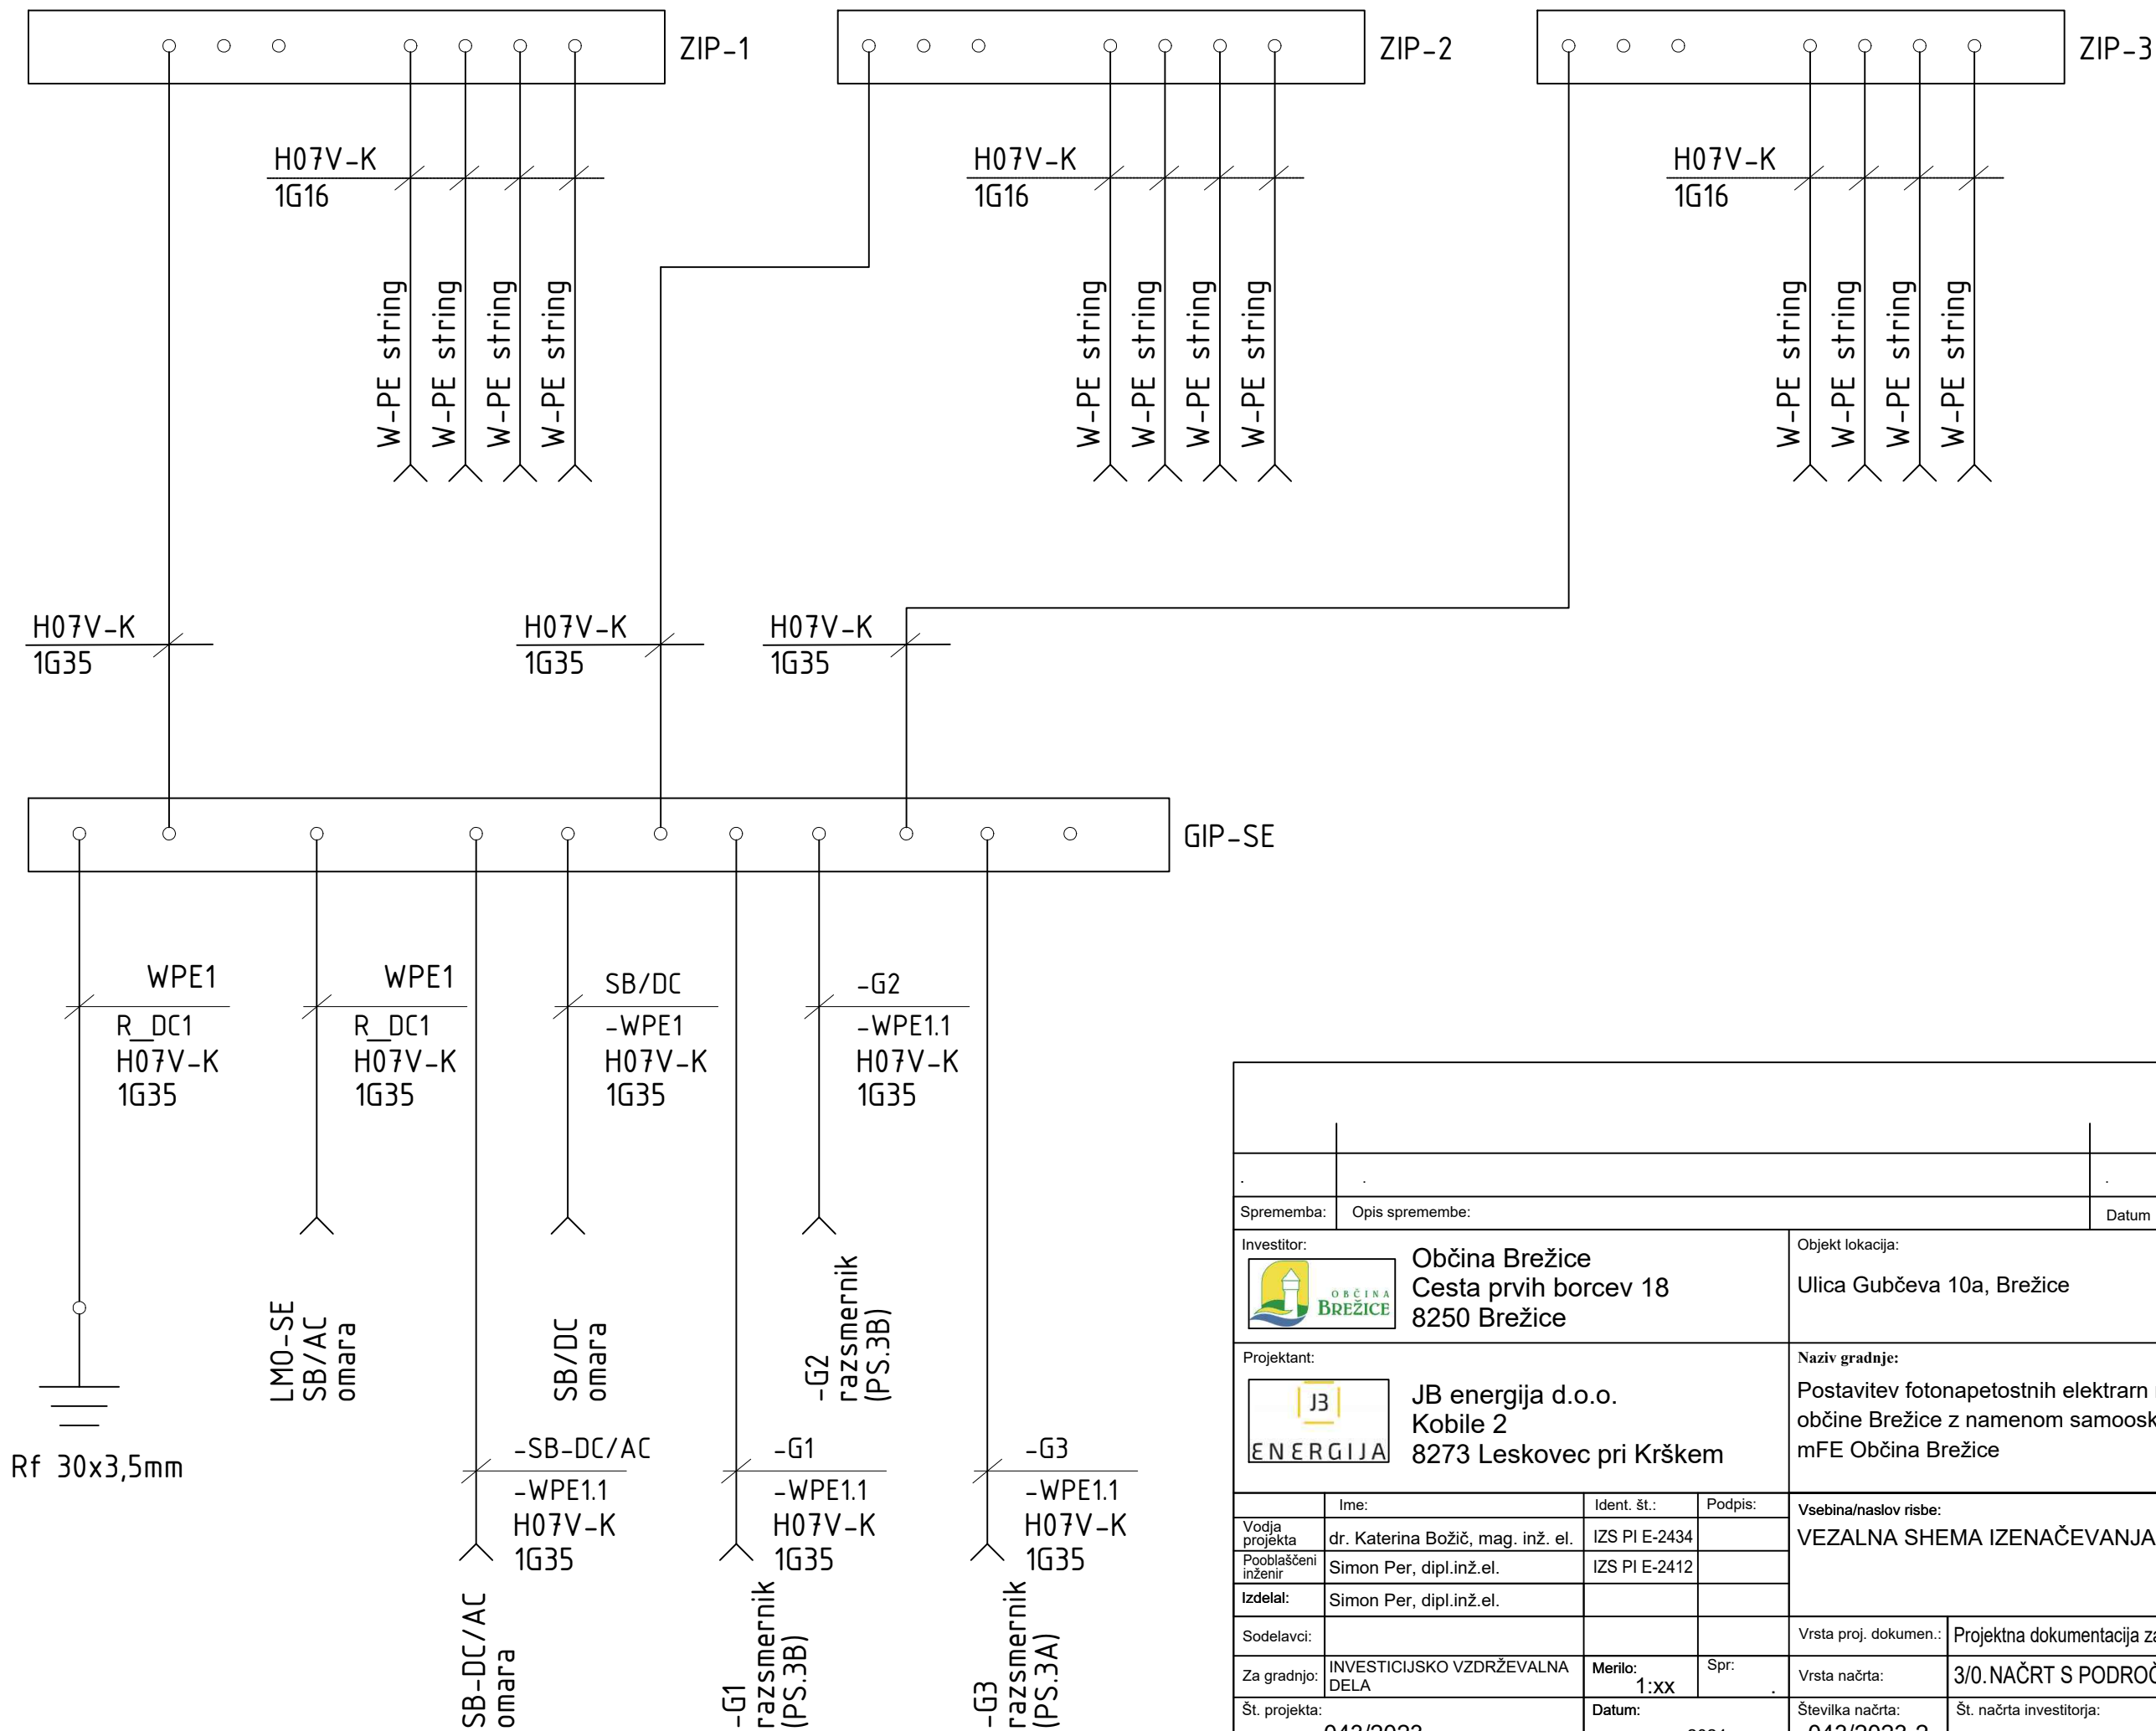 ZIP-1
ZIP-2
ZIP-3
H07V-K
1G16
H07V-K
1G16
H07V-K
1G16
W-PE string
W-PE string
W-PE string
W-PE string
W-PE string
W-PE string
W-PE string
W-PE string
W-PE string
W-PE string
W-PE string
W-PE string
H07V-K
1G35
H07V-K
1G35
H07V-K
1G35
GIP-SE
WPE1
R_DC1
H07V-K
1G35
WPE1
R_DC1
H07V-K
1G35
SB/DC
-WPE1
H07V-K
1G35
-G2
-WPE1.1
H07V-K
1G35
Rf 30x3,5mm
LMO-SE
SB/AC
omara
SB/DC
omara
-G2
razsmernik
(PS.3B)
-SB-DC/AC
-WPE1.1
H07V-K
1G35
-G1
-WPE1.1
H07V-K
1G35
-G3
-WPE1.1
H07V-K
1G35
SB-DC/AC
omara
-G1
razsmernik
(PS.3B)
-G3
razsmernik
(PS.3A)
. . .
Sprememba: Opis spremembe: Datum
Investitor:
OBČINA
BREŽICE
Občina Brežice
Cesta prvih borcev 18
8250 Brežice
Objekt lokacija:
Ulica Gubčeva 10a, Brežice
Projektant:
JB
ENERGIJA
JB energija d.o.o.
Kobile 2
8273 Leskovec pri Krškem
Naziv gradnje:
Postavitev fotonapetostnih elektrarn
občine Brežice z namenom samoosk
mFE Občina Brežice
Ime: Ident. št.: Podpis:
Vodja
projekta
dr. Katerina Božič, mag. inž. el. IZS PI E-2434
Pooblaščeni
inženir
Simon Per, dipl.inž.el. IZS PI E-2412
Izdelal: Simon Per, dipl.inž.el.
Vsebina/naslov risbe:
VEZALNA SHEMA IZENAČEVANJA
Sodelavci:
Vrsta proj. dokumen.: Projektna dokumentacija za
Za gradnjo: INVESTICIJSKO VZDRŽEVALNA
DELA
Merilo:
1:xx
Spr:
.
Vrsta načrta: 3/0.NAČRT S PODROČ
Št. projekta:
043/2023
Datum:
Številka načrta:
043/2023-2
Št. načrta investitorja: